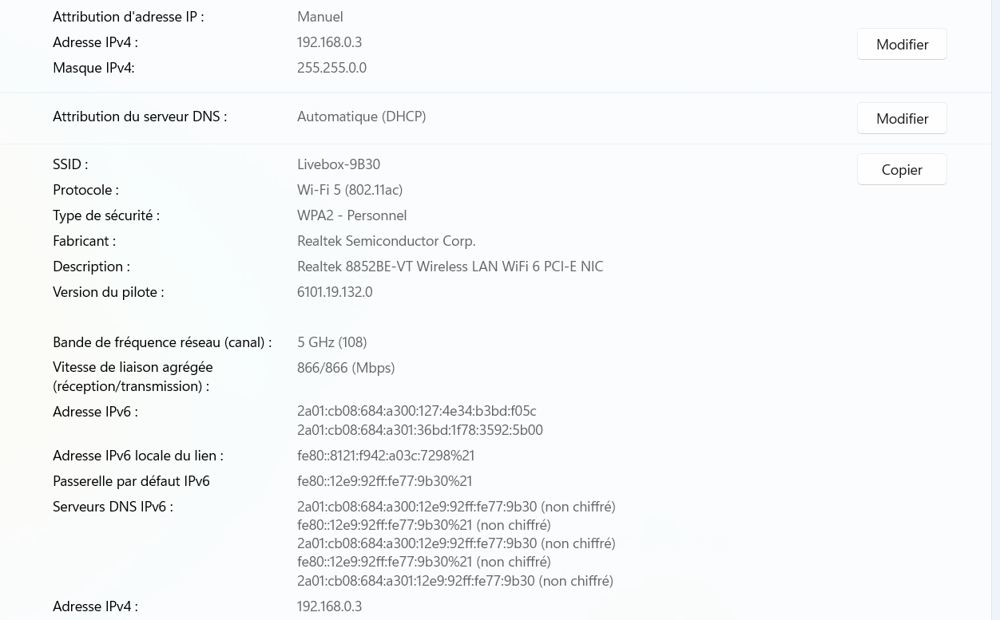 Attribution d'adresse IP : Manuel
Adresse IPv4 : 192.168.0.3
Modifier
Masque IPv4: 255.255.0.0
Attribution du serveur DNS : Automatique (DHCP)
Modifier
SSID : Livebox-9B30
Copier
Protocole : Wi-Fi 5 (802.11ac)
Type de sécurité : WPA2 - Personnel
Fabricant : Realtek Semiconductor Corp.
Description : Realtek 8852BE-VT Wireless LAN WiFi 6 PCI-E NIC
Version du pilote : 6101.19.132.0
Bande de fréquence réseau (canal) : 5 GHz (108)
Vitesse de liaison agrégée 866/866 (Mbps)
(réception/transmission) :
Adresse IPv6 : 2a01:cb08:684:a300:127:4e34:b3bd:f05c
2a01:cb08:684:a301:36bd:1f78:3592:5b00
Adresse IPv6 locale du lien : fe80::8121:f942:a03c:7298%21
Passerelle par défaut IPv6 fe80::12e9:92ff:fe77:9b30%21
Serveurs DNS IPv6 : 2a01:cb08:684:a300:12e9:92ff:fe77:9b30 (non chiffré)
fe80::12e9:92ff:fe77:9b30%21 (non chiffré)
2a01:cb08:684:a300:12e9:92ff:fe77:9b30 (non chiffré)
fe80::12e9:92ff:fe77:9b30%21 (non chiffré)
2a01:cb08:684:a301:12e9:92ff:fe77:9b30 (non chiffré)
Adresse IPv4 : 192.168.0.3